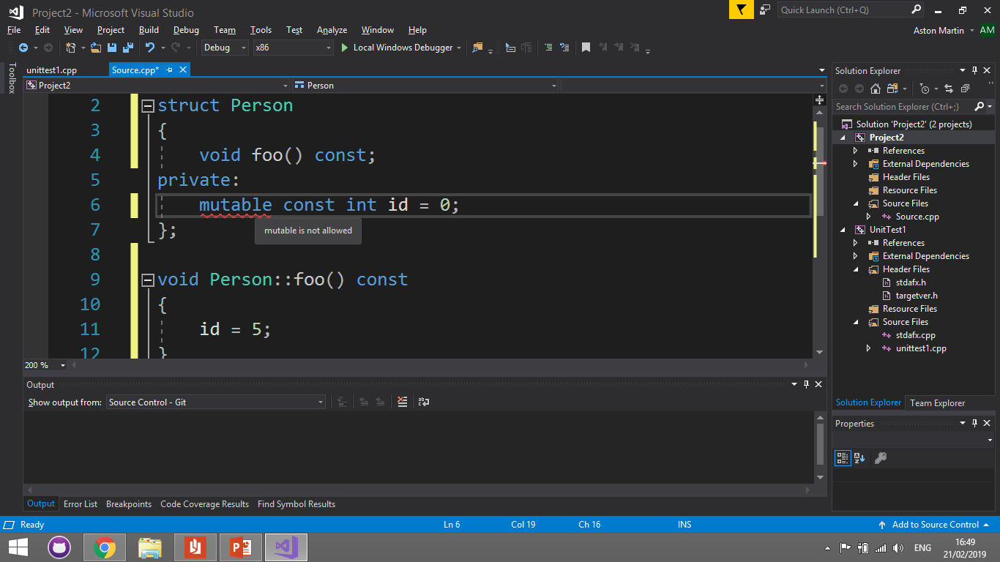 Project2 - Microsoft Visual Studio
Quick Launch (Ctrl+Q)
File Edit View Project Build Debug Team Tools Test Analyze Window Help
Aston Martin AM
Debug x86 Local Windows Debugger
Toolbox
unittest1.cpp Source.cpp*
Project2 Person
2 struct Person
3 {
4 void foo() const;
5 private:
6 mutable const int id = 0;
7 };
mutable is not allowed
8
9 void Person::foo() const
10 {
11 id = 5;
12 }
200 %
Solution Explorer
Search Solution Explorer (Ctrl+;)
Solution 'Project2' (2 projects)
Project2
References
External Dependencies
Header Files
Resource Files
Source Files
Source.cpp
UnitTest1
References
External Dependencies
Header Files
stdafx.h
targetver.h
Resource Files
Source Files
stdafx.cpp
unittest1.cpp
Solution Explorer Team Explorer
Properties
Output
Show output from: Source Control - Git
Output Error List Breakpoints Code Coverage Results Find Symbol Results
Ready Ln 6 Col 19 Ch 16 INS Add to Source Control
ENG
16:49
21/02/2019